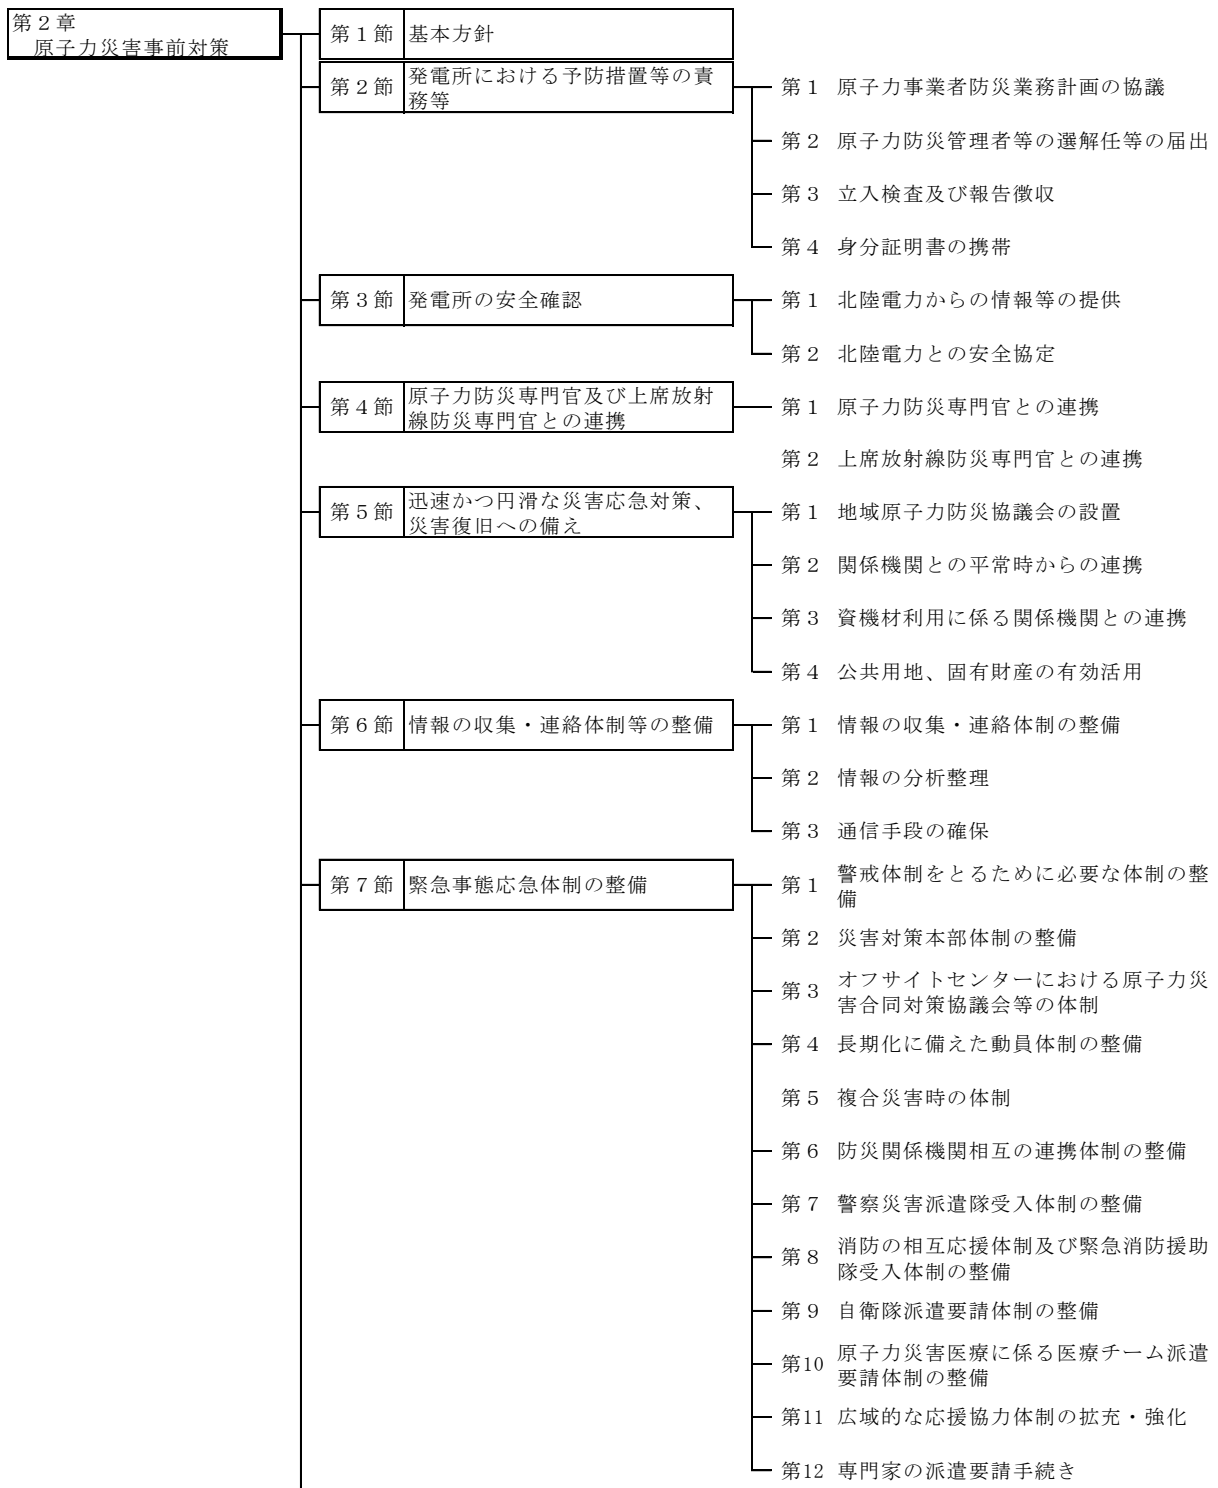 第２章
原子力災害事前対策
第１節 基本方針
第２節 発電所における予防措置等の責
務等
第１ 原子力事業者防災業務計画の協議
第２ 原子力防災管理者等の選解任等の届出
第３ 立入検査及び報告徴収
第４ 身分証明書の携帯
第３節 発電所の安全確認
第１ 北陸電力からの情報等の提供
第２ 北陸電力との安全協定
第４節 原子力防災専門官及び上席放射
線防災専門官との連携
第１ 原子力防災専門官との連携
第２ 上席放射線防災専門官との連携
第５節 迅速かつ円滑な災害応急対策、
災害復旧への備え
第１ 地域原子力防災協議会の設置
第２ 関係機関との平常時からの連携
第３ 資機材利用に係る関係機関との連携
第４ 公共用地、固有財産の有効活用
第６節 情報の収集・連絡体制等の整備
第１ 情報の収集・連絡体制の整備
第２ 情報の分析整理
第３ 通信手段の確保
第７節 緊急事態応急体制の整備
第１ 警戒体制をとるために必要な体制の整
備
第２ 災害対策本部体制の整備
第３ オフサイトセンターにおける原子力災
害合同対策協議会等の体制
第４ 長期化に備えた動員体制の整備
第５ 複合災害時の体制
第６ 防災関係機関相互の連携体制の整備
第７ 警察災害派遣隊受入体制の整備
第８ 消防の相互応援体制及び緊急消防援助
隊受入体制の整備
第９ 自衛隊派遣要請体制の整備
第10 原子力災害医療に係る医療チーム派遣
要請体制の整備
第11 広域的な応援協力体制の拡充・強化
第12 専門家の派遣要請手続き